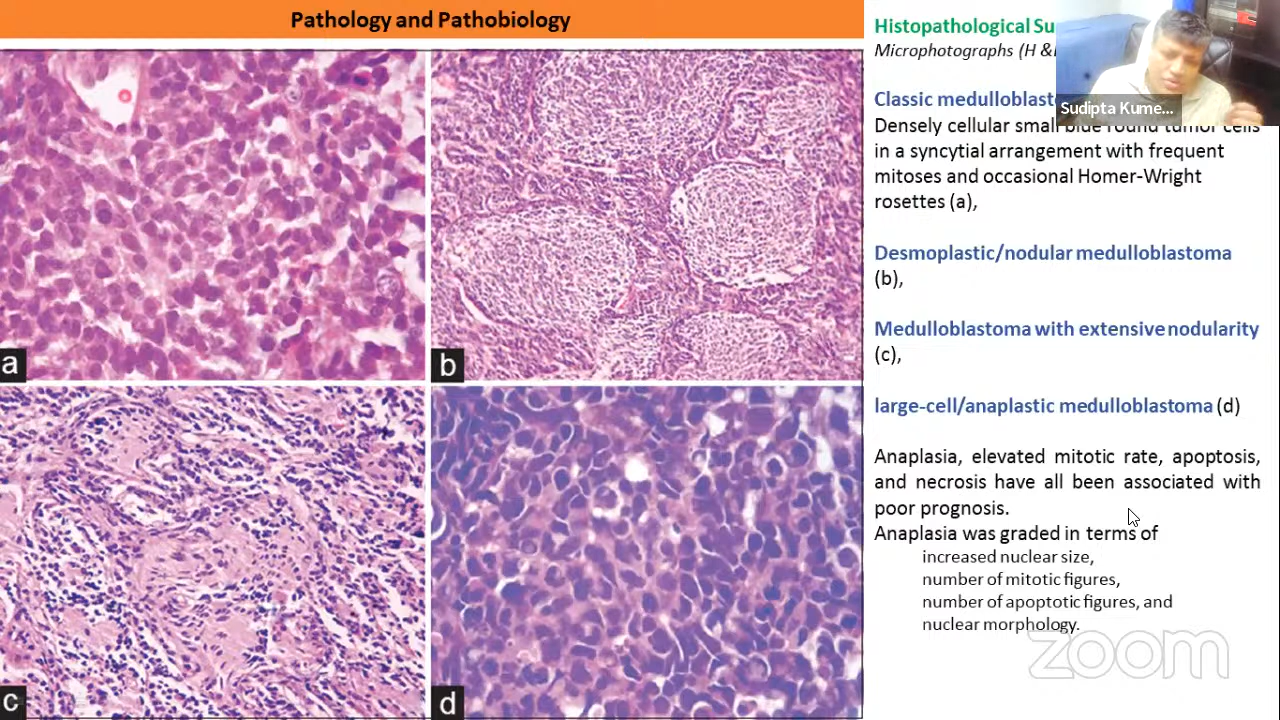 Pathology and Pathobiology
Histopathological
Microphotographs (H
Sudipta Kume...
Classic
Densely cellular small blue round tumor cells
in a syncytial arrangement with frequent
mitoses and occasional Homer-Wright
rosettes (a),
Desmoplastic/nodular medulloblastoma
(b),
Medulloblastoma with extensive nodularity
(c),
large-cell/anaplastic medulloblastoma (d)
Anaplasia, elevated mitotic rate, apoptosis,
and necrosis have all been associated with
poor prognosis.
Anaplasia was graded in terms of
increased nuclear size,
number of mitotic figures,
number of apoptotic figures, and
nuclear morphology.
a
b
c
d
zoom